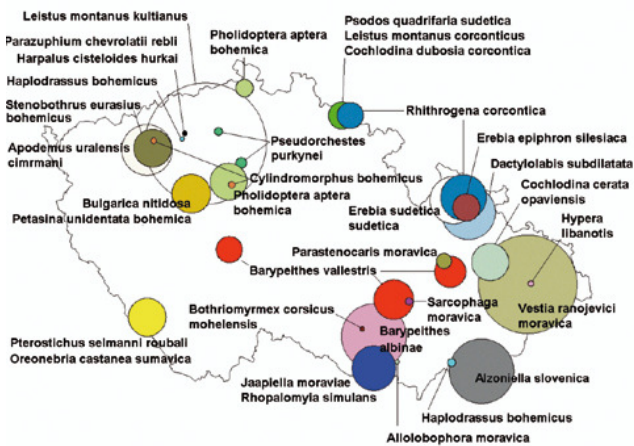 Leistus montanus kultianus
Parazuphium chevrolatii rebli
Harpalus cisteloides hurkai
Haplodrassus bohemicus
Stenobothrus eurasius
bohemicus
Apodemus uralensis
cimrmani
Pholidoptera aptera
bohemica
Psodos quadrifaria sudetica
Leistus montanus corconticus
Cochlodina dubosia corcontica
Rhithrogena corcontica
Erebia epiphron silesiaca
Dactylolabis subdilatata
Cochlodina cerata
opaviensis
Hypera
libanotis
Pseudorchestes
purkynei
Cylindromorphus bohemicus
Pholidoptera aptera
bohemica
Bulgarica nitidosa
Petasina unidentata bohemica
Erebia sudetica
sudetica
Parastenocaris moravica
Barypeithes vallestris
Sarcophaga
moravica
Vestia ranojevici
moravica
Bothriomyrmex corsicus
mohelensis
Barypeithes
albinae
Pterostichus selmanni roubali
Oreonebria castanea sumavica
Jaapiella moraviae
Rhopalomyia simulans
Alzoniella slovenica
Haplodrassus bohemicus
Allolobophora moravica